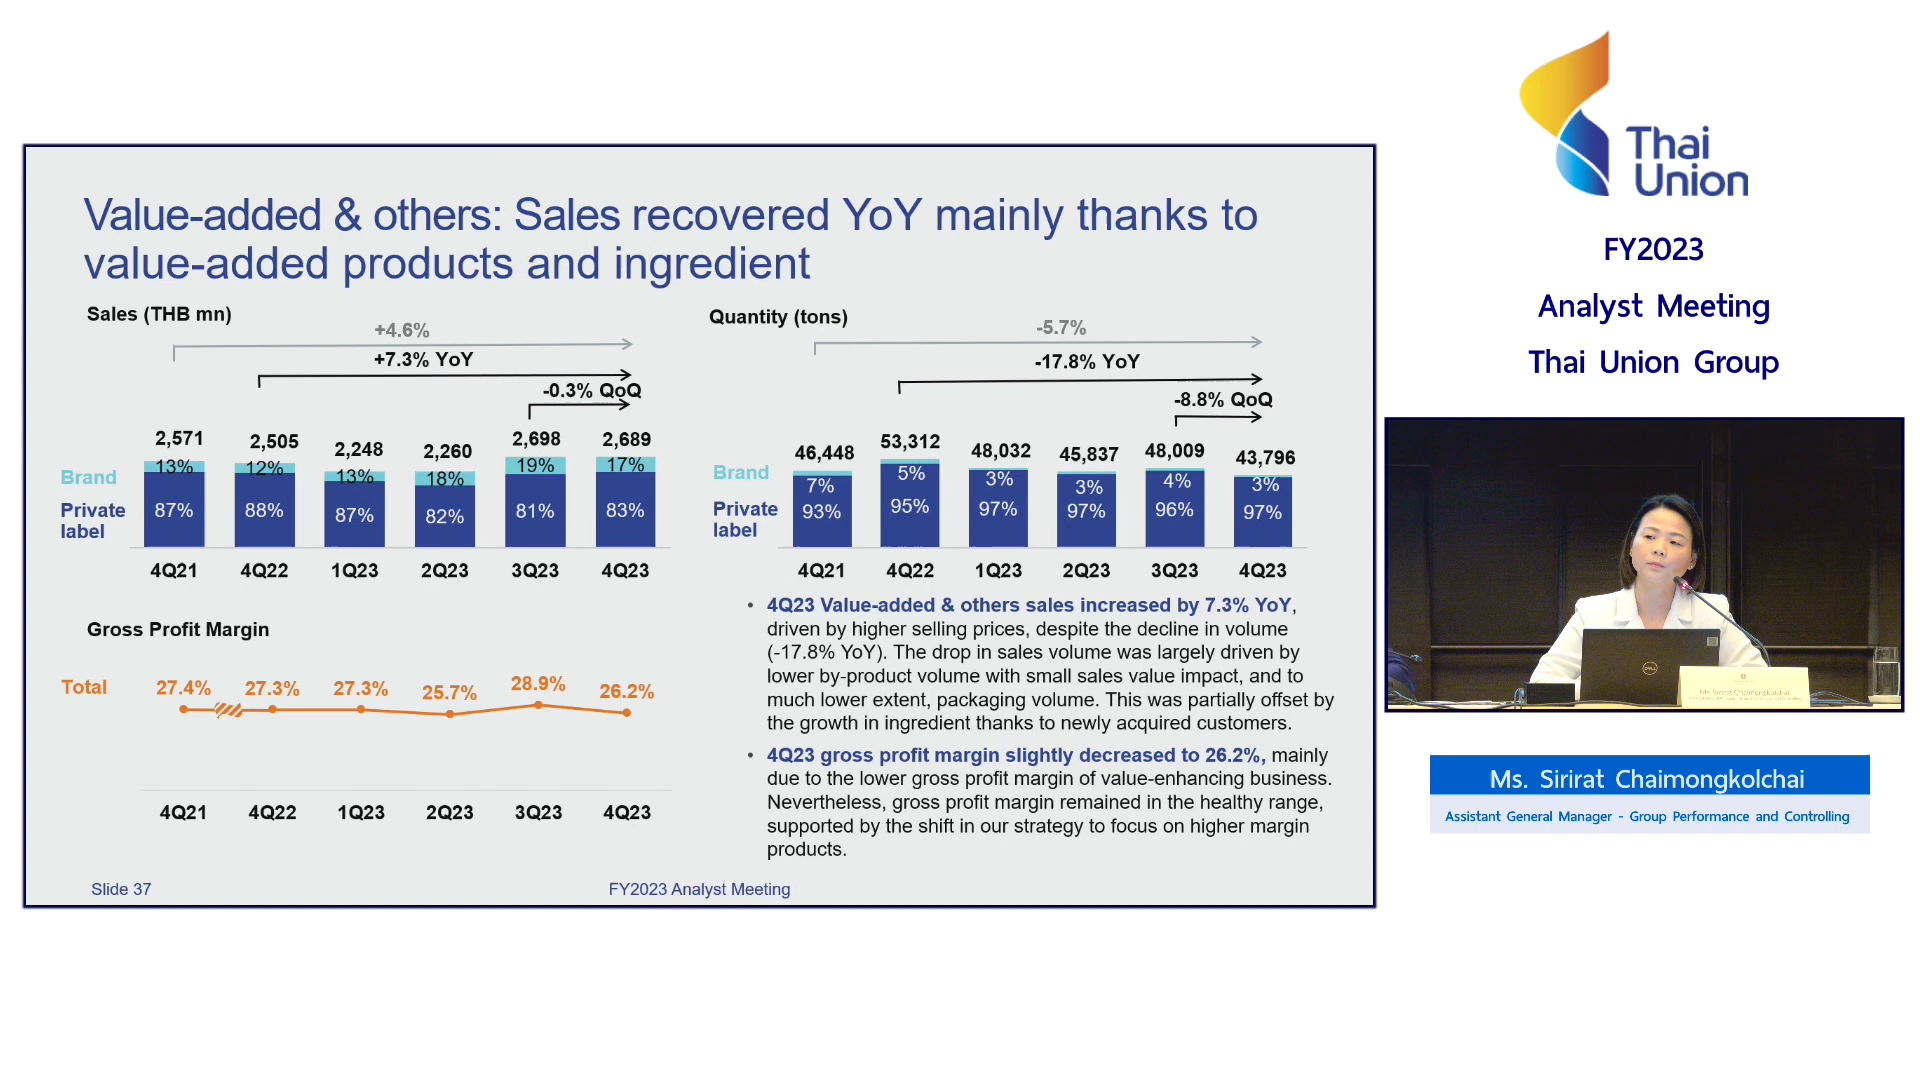 Value-added & others: Sales recovered YoY mainly thanks to
value-added products and ingredient
Sales (THB mn)
+4.6%
+7.3% YoY
-0.3% QoQ
2,571
2,505
2,248
2,260
2,698
2,689
Brand
13%
12%
13%
18%
19%
17%
Private
label
87%
88%
87%
82%
81%
83%
4Q21
4Q22
1Q23
2Q23
3Q23
4Q23
Quantity (tons)
-5.7%
-17.8% YoY
-8.8% QoQ
46,448
53,312
48,032
45,837
48,009
43,796
Brand
7%
5%
3%
3%
4%
3%
Private
label
93%
95%
97%
97%
96%
97%
4Q21
4Q22
1Q23
2Q23
3Q23
4Q23
Gross Profit Margin
Total
27.4%
27.3%
27.3%
25.7%
28.9%
26.2%
4Q21
4Q22
1Q23
2Q23
3Q23
4Q23
• 4Q23 Value-added & others sales increased by 7.3% YoY,
driven by higher selling prices, despite the decline in volume
(-17.8% YoY). The drop in sales volume was largely driven by
lower by-product volume with small sales value impact, and to
much lower extent, packaging volume. This was partially offset by
the growth in ingredient thanks to newly acquired customers.
• 4Q23 gross profit margin slightly decreased to 26.2%, mainly
due to the lower gross profit margin of value-enhancing business.
Nevertheless, gross profit margin remained in the healthy range,
supported by the shift in our strategy to focus on higher margin
products.
Slide 37
FY2023 Analyst Meeting
Thai
Union
FY2023
Analyst Meeting
Thai Union Group
DELL
Ms. Sirirat Chaimongkolchai
Ms. Sirirat Chaimongkolchai
Assistant General Manager - Group Performance and Controlling